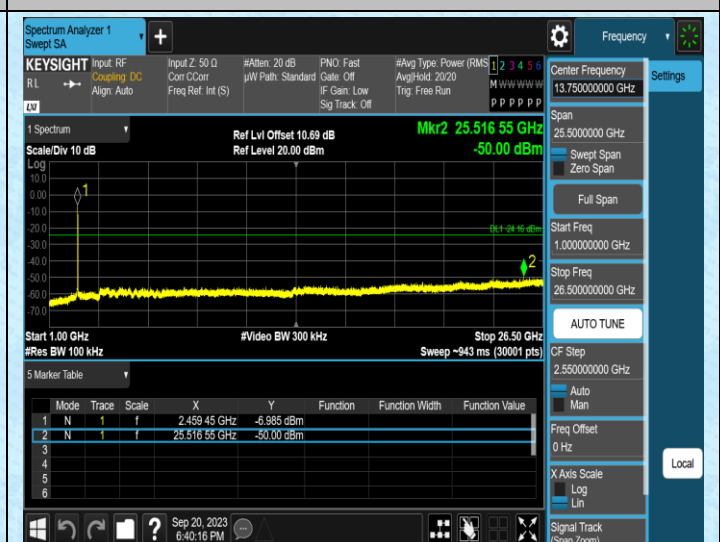 Spectrum Analyzer 1
Swept SA
+
Frequency
KEYSIGHT
RL
LXI
Input: RF
Coupling: DC
Align: Auto
Input Z: 50 Ω
Corr CCorr
Freq Ref: Int (S)
#Atten: 20 dB
µW Path: Standard
PNO: Fast
Gate: Off
IF Gain: Low
Sig Track: Off
#Avg Type: Power (RMS
Avg|Hold: 20/20
Trig: Free Run
1 2 3 4 5 6
M W W W W W
P P P P P P
1 Spectrum
Scale/Div 10 dB
Ref Lvl Offset 10.69 dB
Ref Level 20.00 dBm
Mkr2 25.516 55 GHz
-50.00 dBm
Log
10.0
0.00
-10.0
-20.0
-30.0
-40.0
-50.0
-60.0
-70.0
1
DL1 -24.16 dBm
2
Start 1.00 GHz
#Res BW 100 kHz
#Video BW 300 kHz
Stop 26.50 GHz
Sweep ~943 ms (30001 pts)
5 Marker Table
Mode Trace Scale X Y Function Function Width Function Value
1 N 1 f 2.459 45 GHz -6.985 dBm
2 N 1 f 25.516 55 GHz -50.00 dBm
3
4
5
6
?
Sep 20, 2023
6:40:16 PM
Center Frequency
13.750000000 GHz
Settings
Span
25.5000000 GHz
Swept Span
Zero Span
Full Span
Start Freq
1.000000000 GHz
Stop Freq
26.500000000 GHz
AUTO TUNE
CF Step
2.550000000 GHz
Auto
Man
Freq Offset
0 Hz
X Axis Scale
Log
Lin
Local
Signal Track
(Span Zoom)